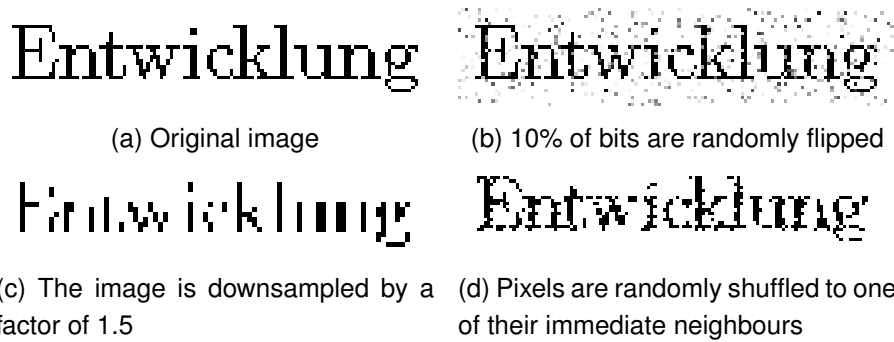 Entwicklung Entwicklung
(a) Original image (b) 10% of bits are randomly flipped
Entwicklung Entwicklung
(c) The image is downsampled by a
factor of 1.5
(d) Pixels are randomly shuffled to one
of their immediate neighbours